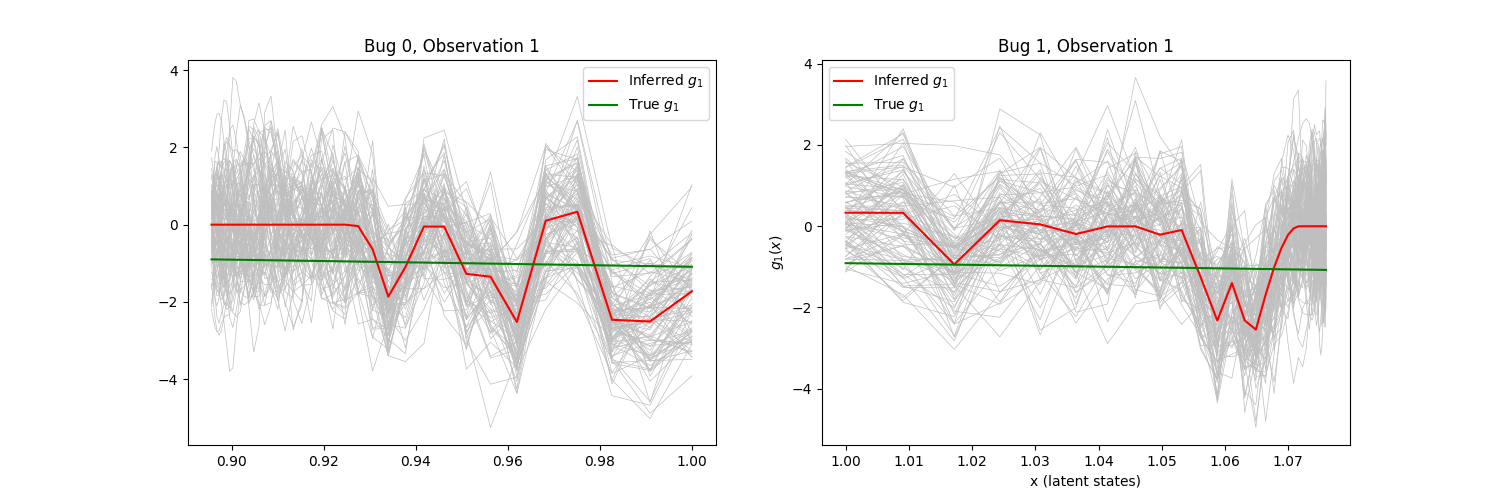 Bug 0, Observation 1
4
2
0
−2
−4
0.90 0.92 0.94 0.96 0.98 1.00
Inferred g₁
True g₁
Bug 1, Observation 1
g₁(x)
4
2
0
−2
−4
1.00 1.01 1.02 1.03 1.04 1.05 1.06 1.07
x (latent states)
Inferred g₁
True g₁